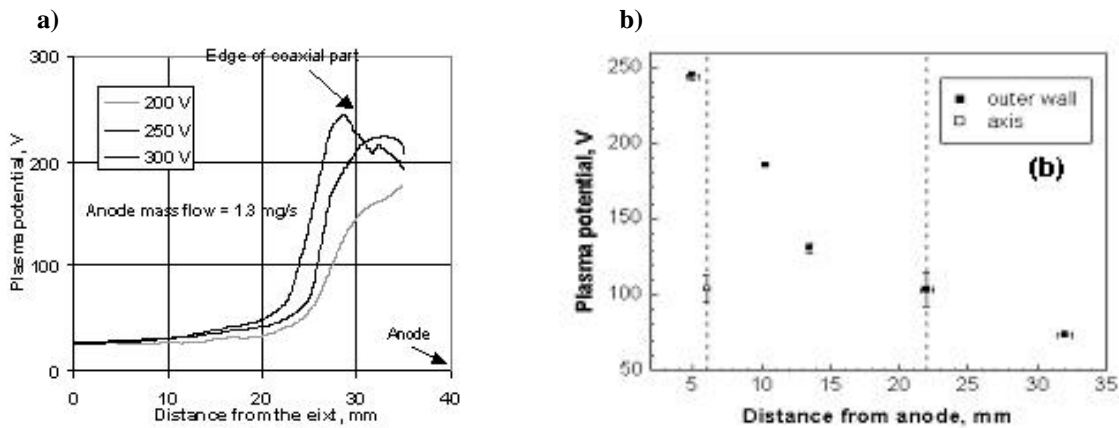 a)
b)
Edge of coaxial part
300
200
100
0
200 V
250 V
300 V
Plasma potential, V
Anode mass flow = 1.3 mg/s
Anode
0 10 20 30 40
Distance from the eixt, mm
250
200
150
100
50
outer wall
axis
(b)
Plasma potential, V
5 10 15 20 25 30 35
Distance from anode, mm